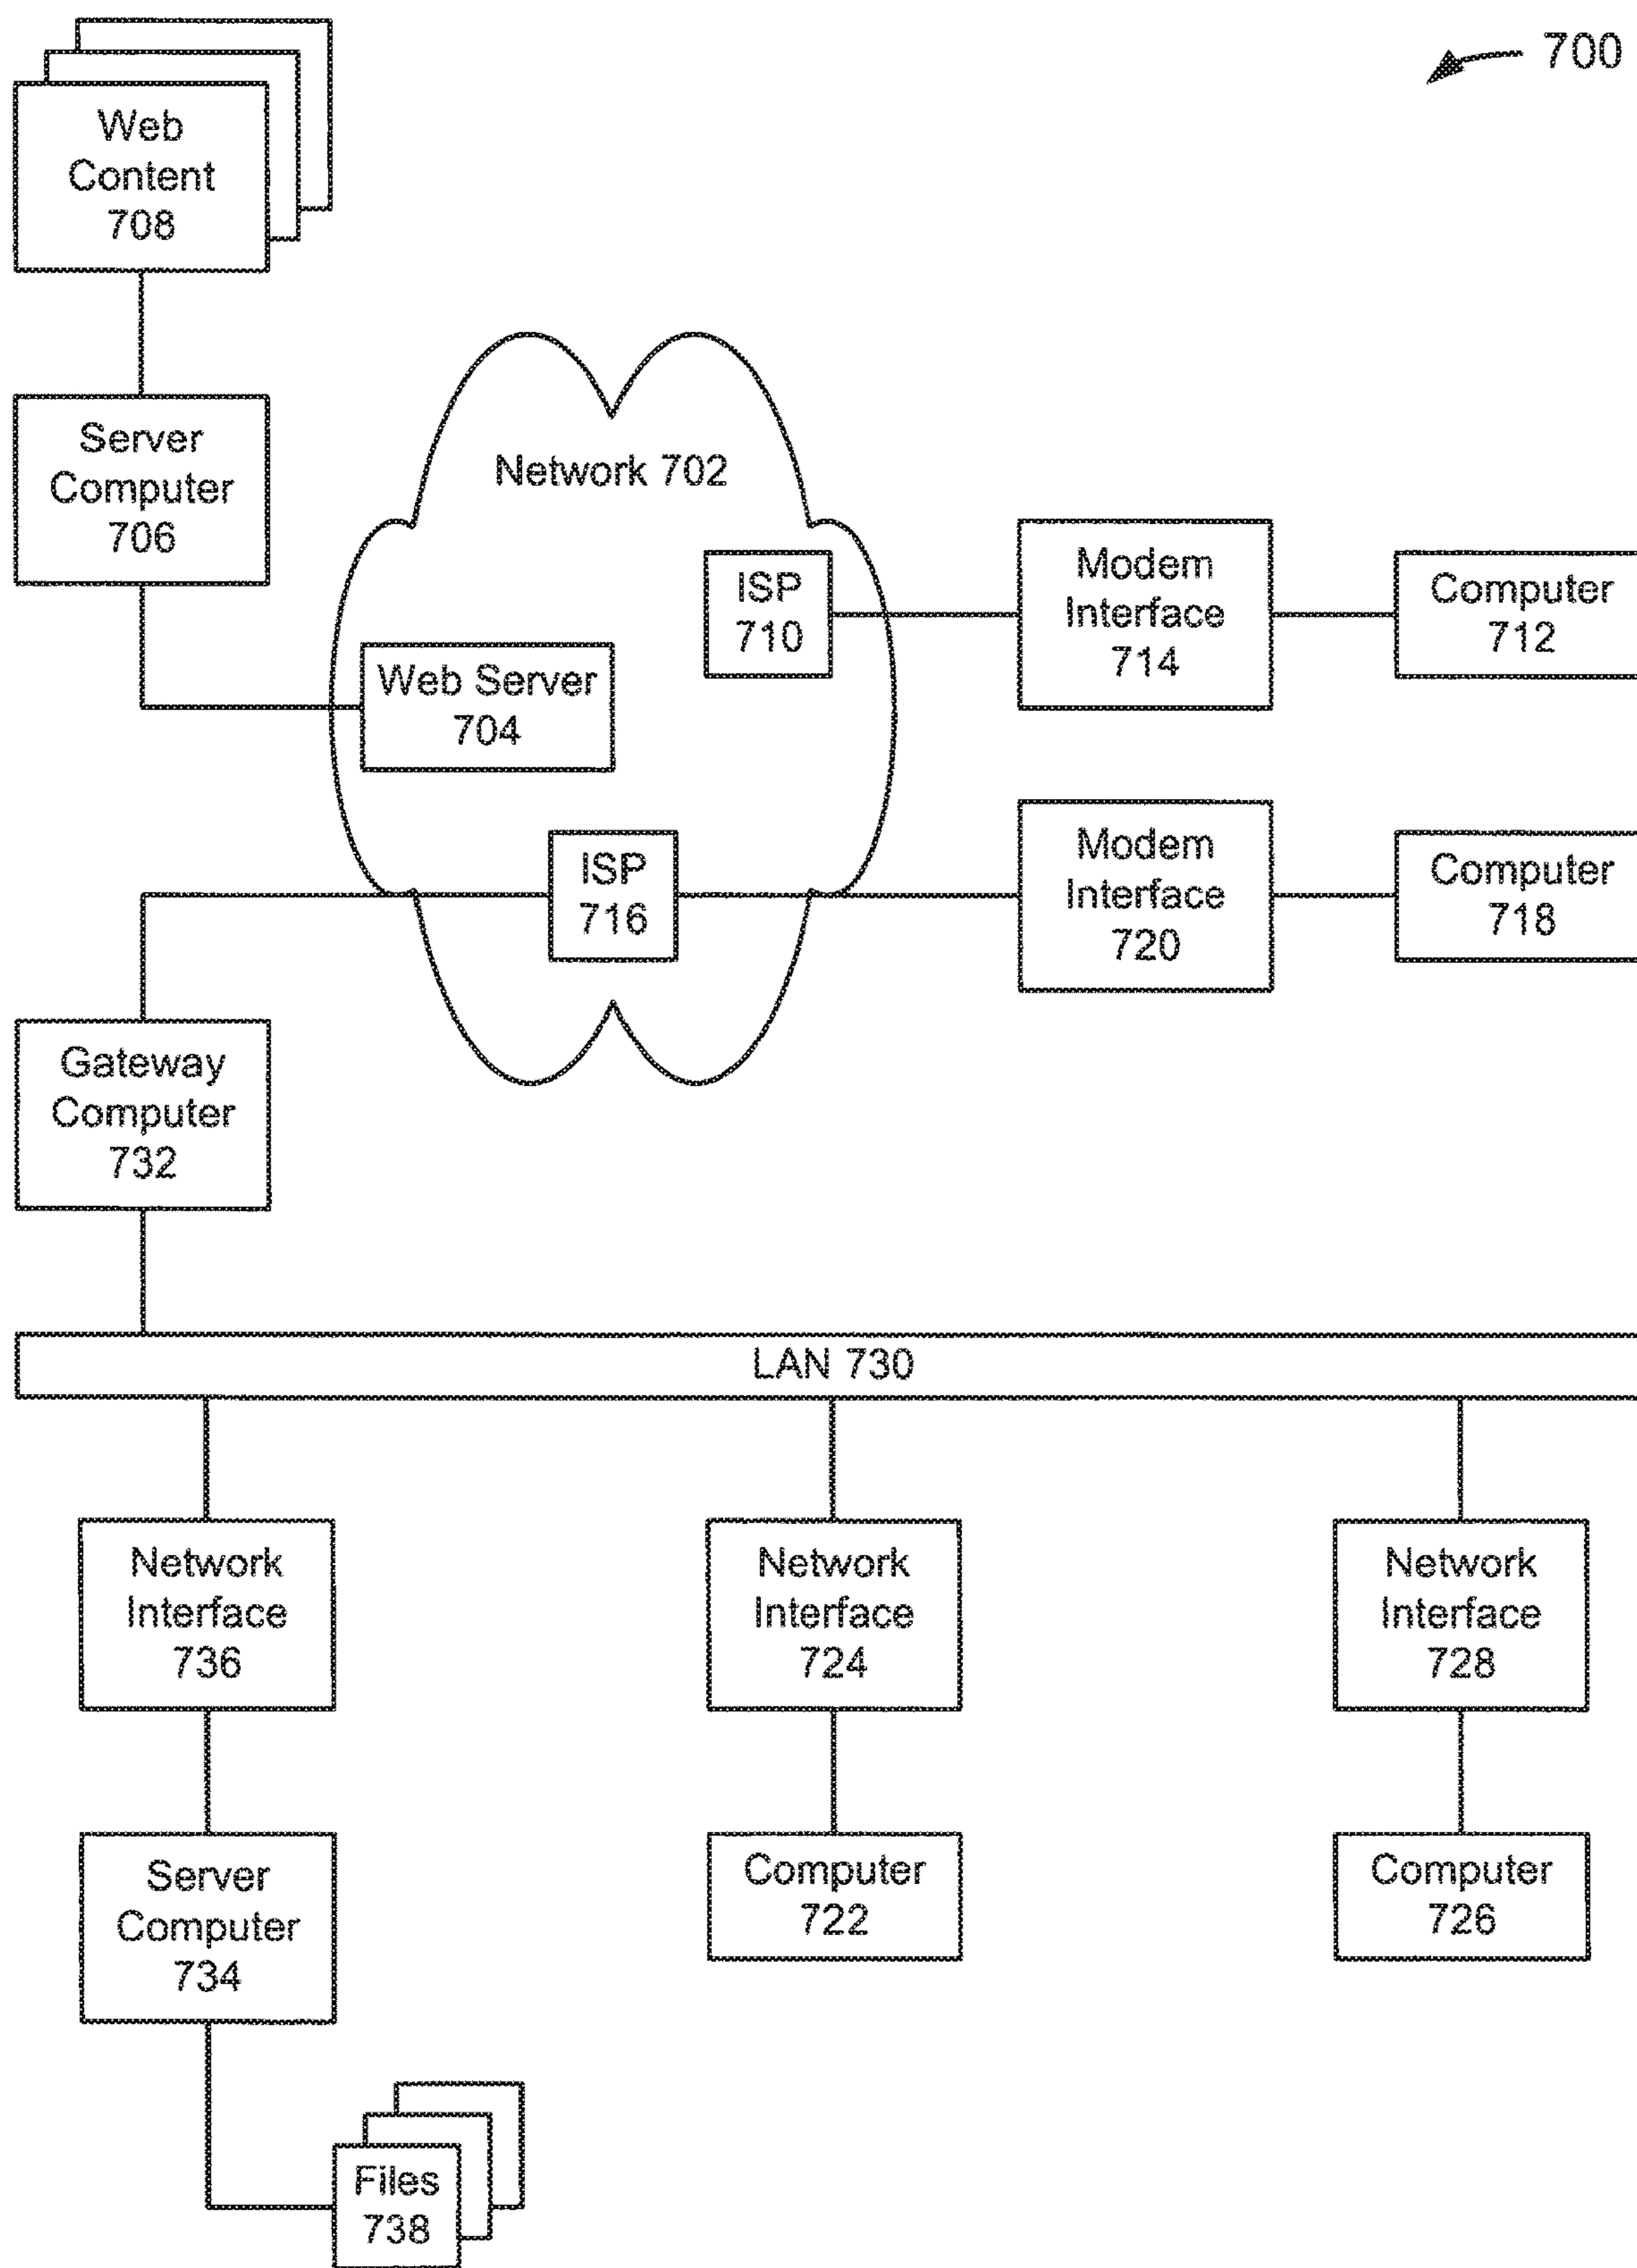 700
Web
Content
708
Server
Computer
706
Network 702
ISP
710
Modem
Interface
714
Computer
712
Web Server
704
ISP
716
Modem
Interface
720
Computer
718
Gateway
Computer
732
LAN 730
Network
Interface
736
Network
Interface
724
Network
Interface
728
Server
Computer
734
Computer
722
Computer
726
Files
738